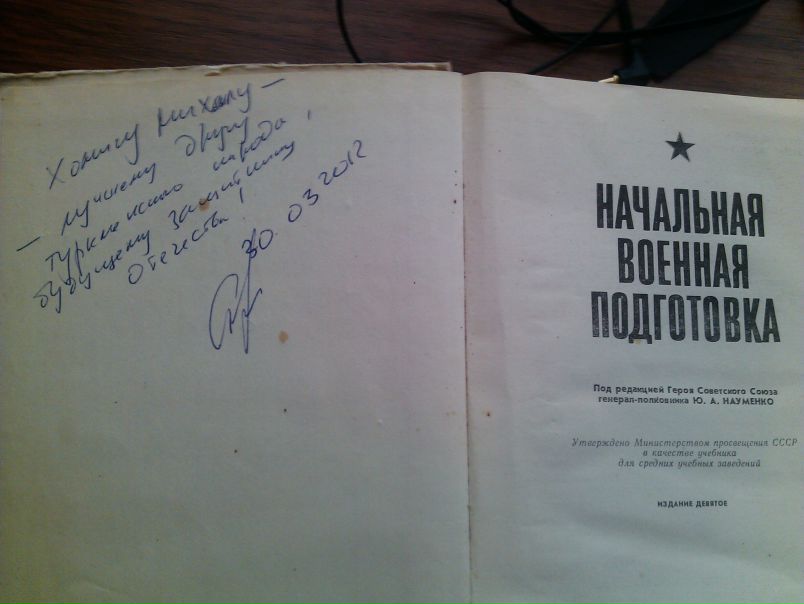 Хомичу Михаилу —
— лучшему другу
туркменского народа,
будущему защитнику
Отечества!
30.03.2012
НАЧАЛЬНАЯ
ВОЕННАЯ
ПОДГОТОВКА
Под редакцией Героя Советского Союза
генерал-полковника Ю. А. НАУМЕНКО
Утверждено Министерством просвещения СССР
в качестве учебника
для средних учебных заведений
ИЗДАНИЕ ДЕВЯТОЕ